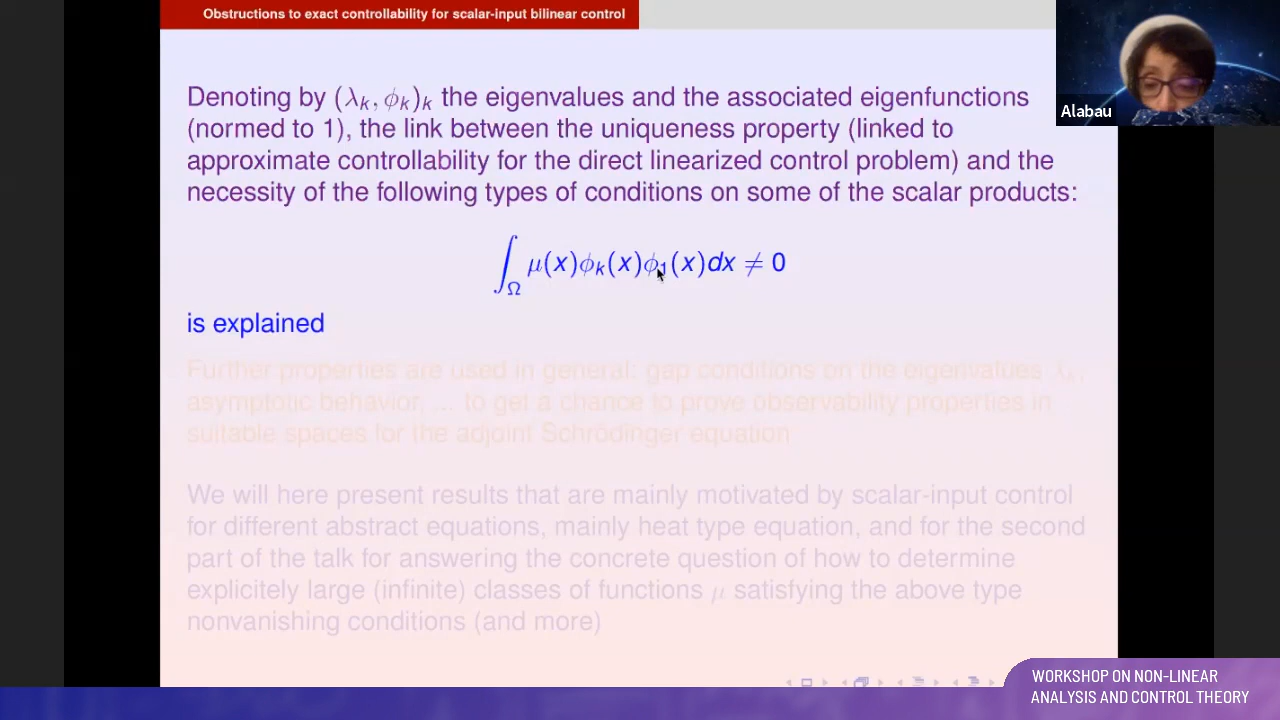 Obstructions to exact controllability for scalar-input bilinear control
Alabau
Denoting by (λk, ϕk)k the eigenvalues and the associated eigenfunctions
(normed to 1), the link between the uniqueness property (linked to
approximate controllability for the direct linearized control problem) and the
necessity of the following types of conditions on some of the scalar products:
∫Ω μ(x)ϕk(x)ϕ1(x)dx ≠ 0
is explained
Further properties are used in general: gap conditions on the eigenvalues λk,
asymptotic behavior, ... to get a chance to prove observability properties in
suitable spaces for the adjoint Schrödinger equation
We will here present results that are mainly motivated by scalar-input control
for different abstract equations, mainly heat type equation, and for the second
part of the talk for answering the concrete question of how to determine
explicitely large (infinite) classes of functions μ satisfying the above type
nonvanishing conditions (and more)
WORKSHOP ON NON-LINEAR
ANALYSIS AND CONTROL THEORY